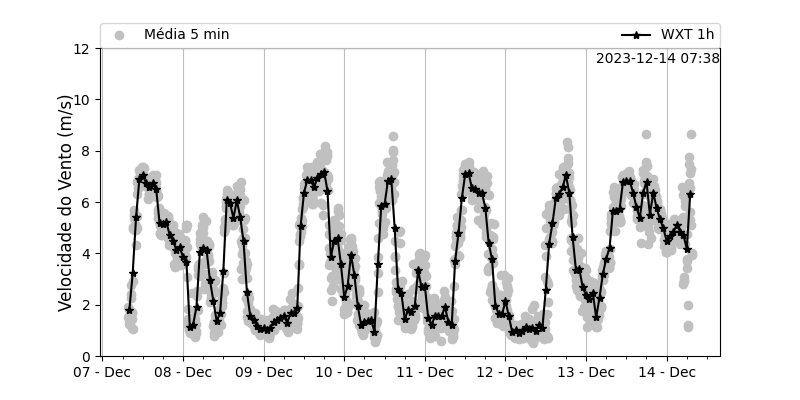 Média 5 min
WXT 1h
2023-12-14 07:38
Velocidade do Vento (m/s)
12
10
8
6
4
2
0
07 - Dec
08 - Dec
09 - Dec
10 - Dec
11 - Dec
12 - Dec
13 - Dec
14 - Dec